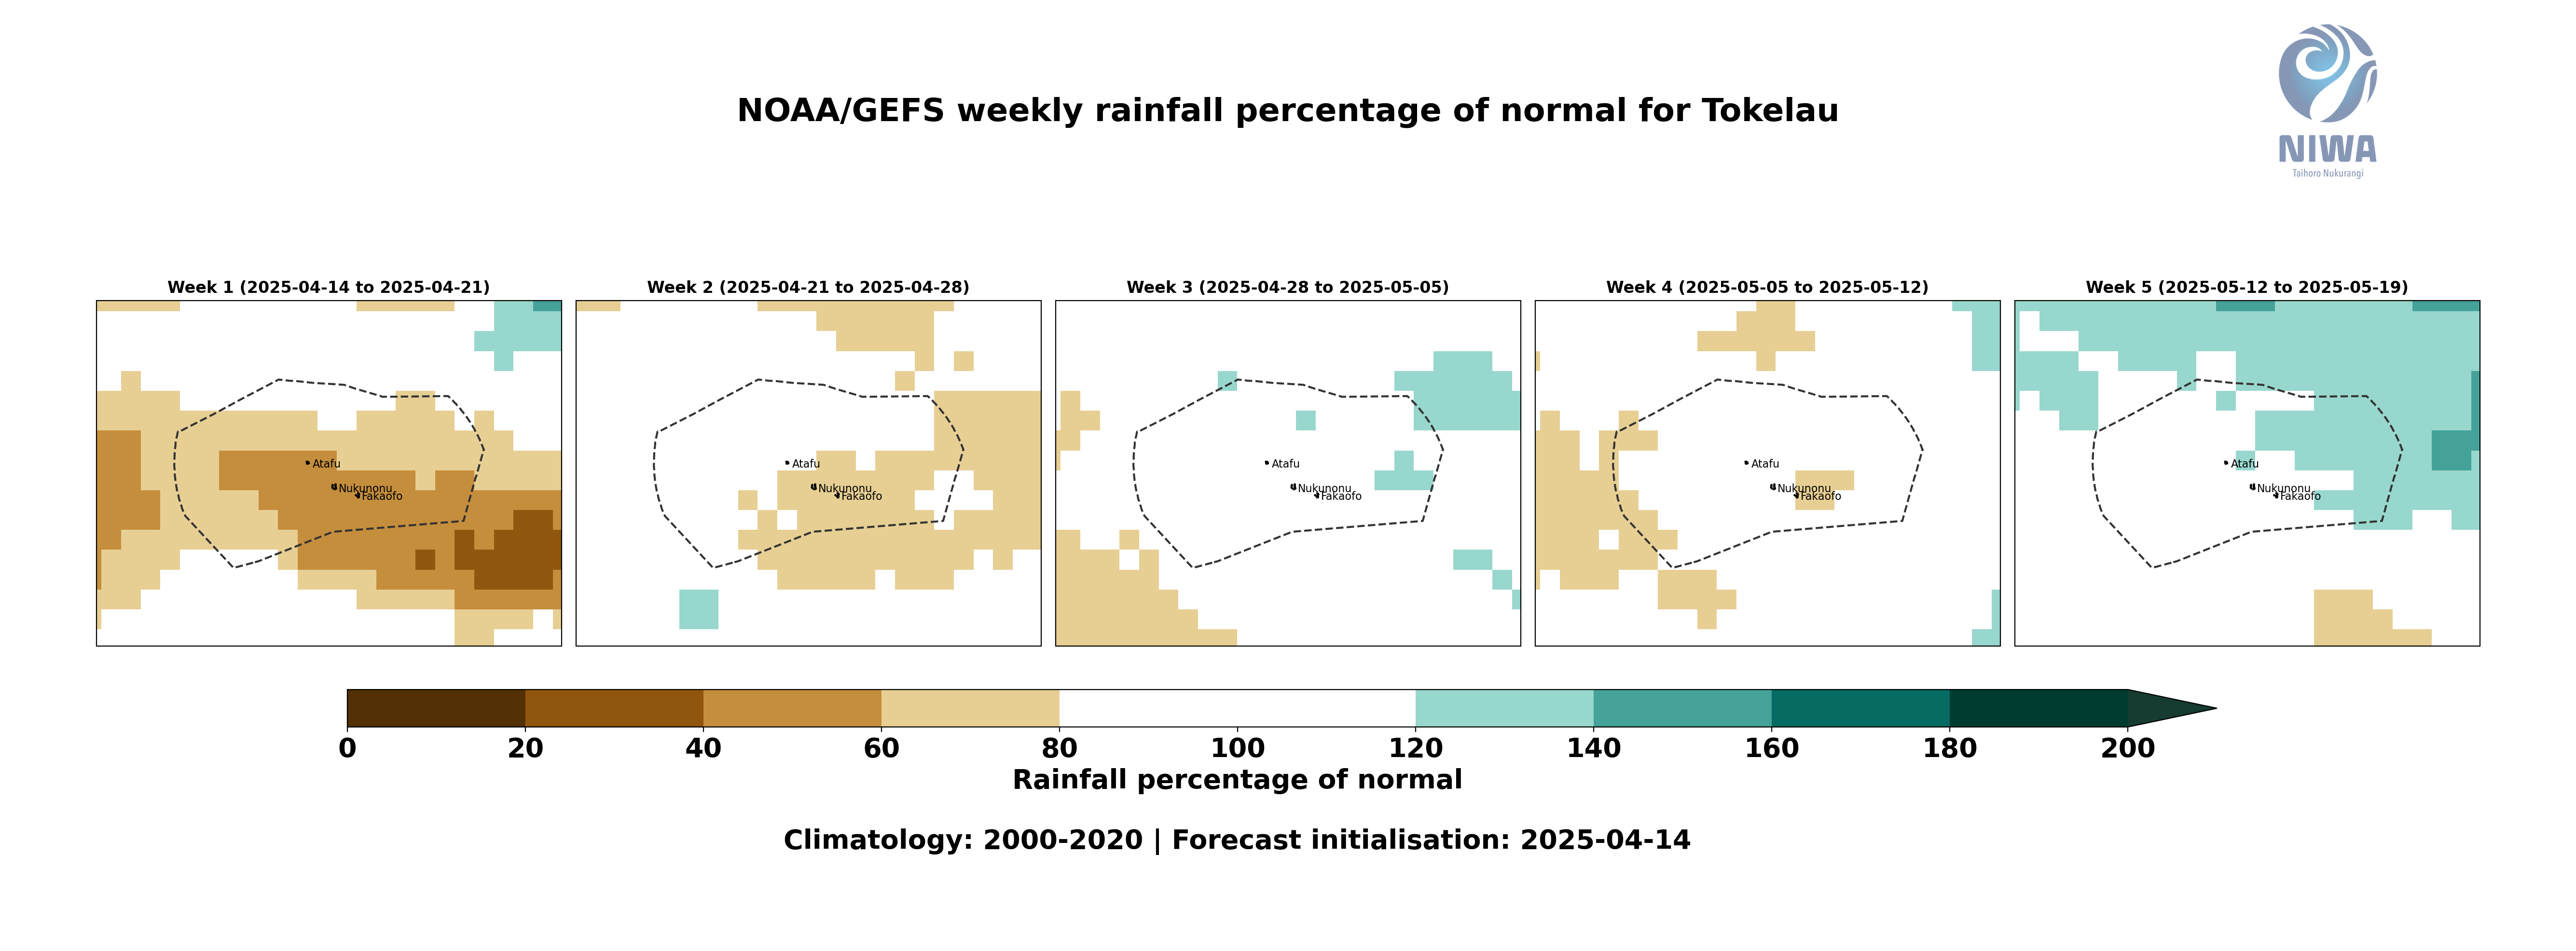 NOAA/GEFS weekly rainfall percentage of normal for Tokelau
NIWA
Taihoro Nukurangi
Week 1 (2025-04-14 to 2025-04-21)
Week 2 (2025-04-21 to 2025-04-28)
Week 3 (2025-04-28 to 2025-05-05)
Week 4 (2025-05-05 to 2025-05-12)
Week 5 (2025-05-12 to 2025-05-19)
Atafu
Nukunonu
Fakaofo
Atafu
Nukunonu
Fakaofo
Atafu
Nukunonu
Fakaofo
Atafu
Nukunonu
Fakaofo
Atafu
Nukunonu
Fakaofo
0 20 40 60 80 100 120 140 160 180 200
Rainfall percentage of normal
Climatology: 2000-2020 | Forecast initialisation: 2025-04-14